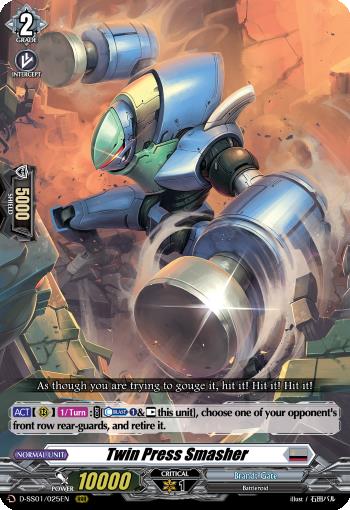 2
GRADE
INTERCEPT
5000
SHIELD
As though you are trying to gouge it, hit it! Hit it! Hit it!
ACT【 】1/Turn : [C BLAST 1 & this unit], choose one of your opponent's
front row rear-guards, and retire it.
NORMAL UNIT
Twin Press Smasher
POWER 10000
CRITICAL
1
Brandt Gate
Battleroid
D-SS01/025EN RRR
illust / 石田バル